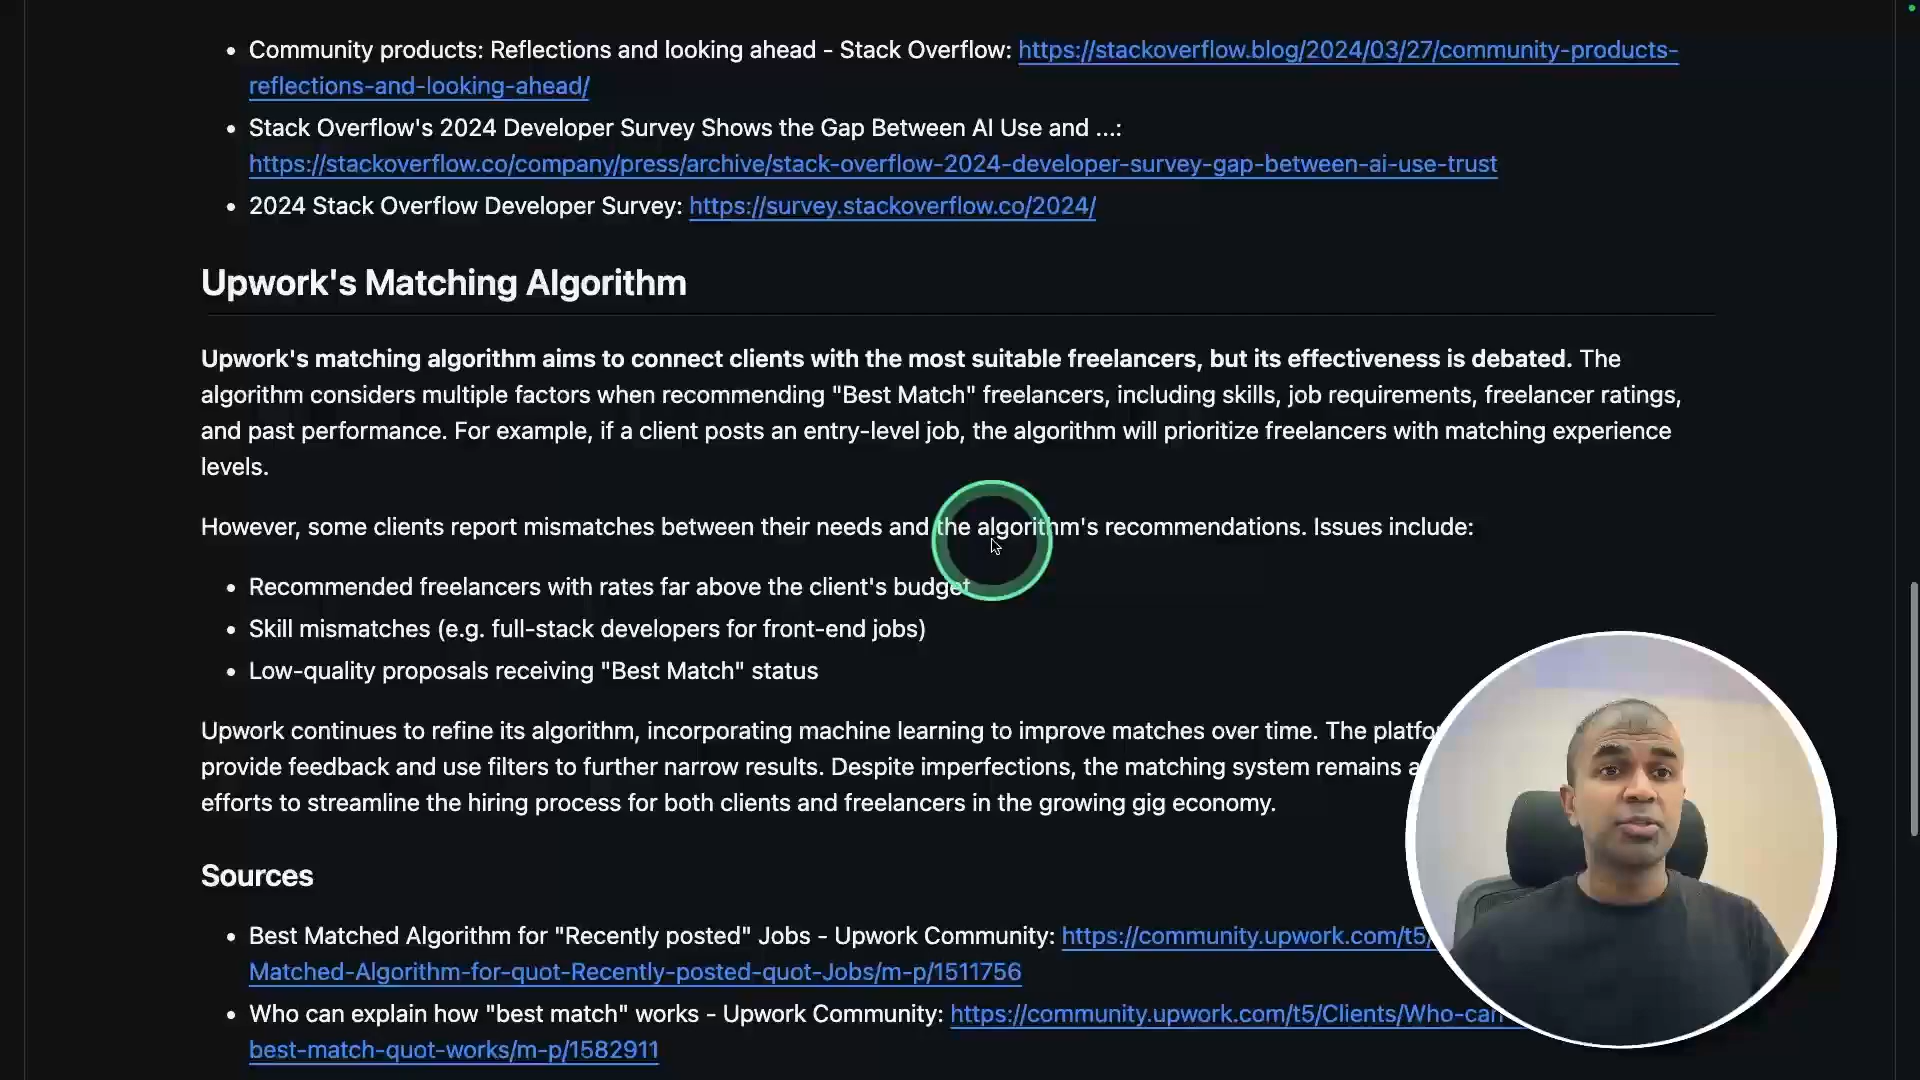 • Community products: Reflections and looking ahead - Stack Overflow: https://stackoverflow.blog/2024/03/27/community-products-
reflections-and-looking-ahead/
• Stack Overflow's 2024 Developer Survey Shows the Gap Between AI Use and ...:
https://stackoverflow.co/company/press/archive/stack-overflow-2024-developer-survey-gap-between-ai-use-trust
• 2024 Stack Overflow Developer Survey: https://survey.stackoverflow.co/2024/
Upwork's Matching Algorithm
Upwork's matching algorithm aims to connect clients with the most suitable freelancers, but its effectiveness is debated. The
algorithm considers multiple factors when recommending "Best Match" freelancers, including skills, job requirements, freelancer ratings,
and past performance. For example, if a client posts an entry-level job, the algorithm will prioritize freelancers with matching experience
levels.
However, some clients report mismatches between their needs and the algorithm's recommendations. Issues include:
• Recommended freelancers with rates far above the client's budget
• Skill mismatches (e.g. full-stack developers for front-end jobs)
• Low-quality proposals receiving "Best Match" status
Upwork continues to refine its algorithm, incorporating machine learning to improve matches over time. The
provide feedback and use filters to further narrow results. Despite imperfections, the matching system remains
efforts to streamline the hiring process for both clients and freelancers in the growing gig economy.
Sources
• Best Matched Algorithm for "Recently posted" Jobs - Upwork Community: https://community.upwork.com/t5/
Matched-Algorithm-for-quot-Recently-posted-quot-Jobs/m-p/1511756
• Who can explain how "best match" works - Upwork Community: https://community.upwork.com/t5/Clients/Who-can
best-match-quot-works/m-p/1582911